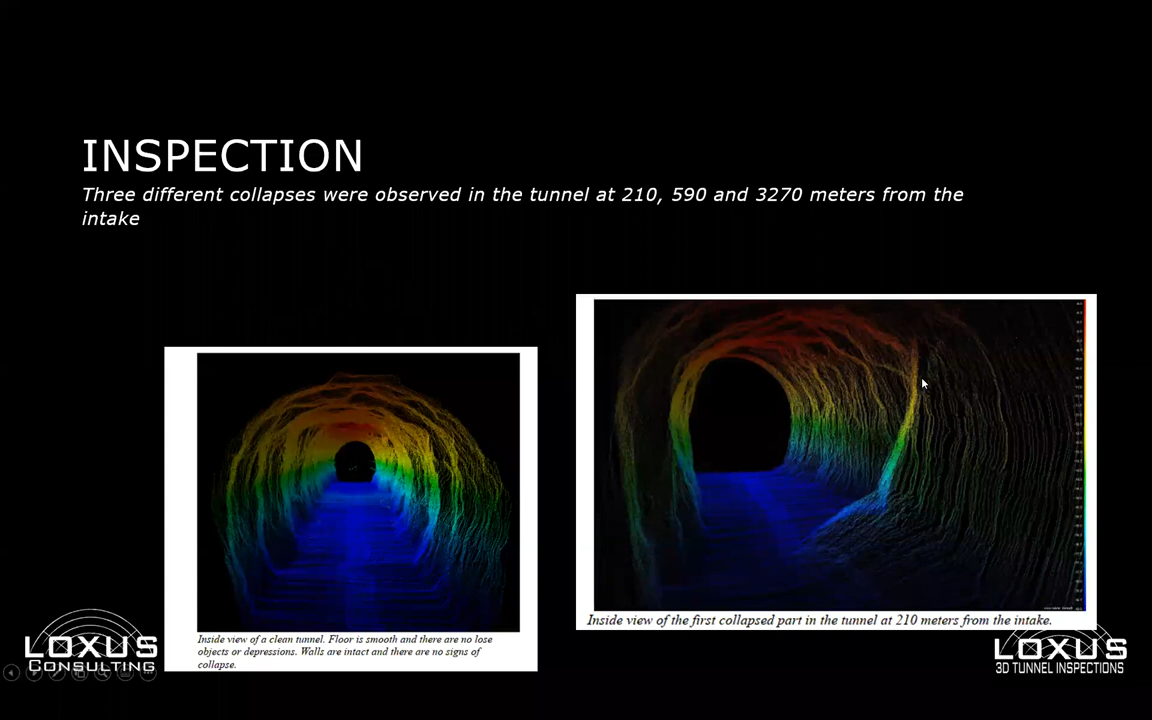 INSPECTION
Three different collapses were observed in the tunnel at 210, 590 and 3270 meters from the
intake
Inside view of a clean tunnel. Floor is smooth and there are no lose
objects or depressions. Walls are intact and there are no signs of
collapse.
Inside view of the first collapsed part in the tunnel at 210 meters from the intake.
LOXUS
CONSULTING
LOXUS
3D TUNNEL INSPECTIONS